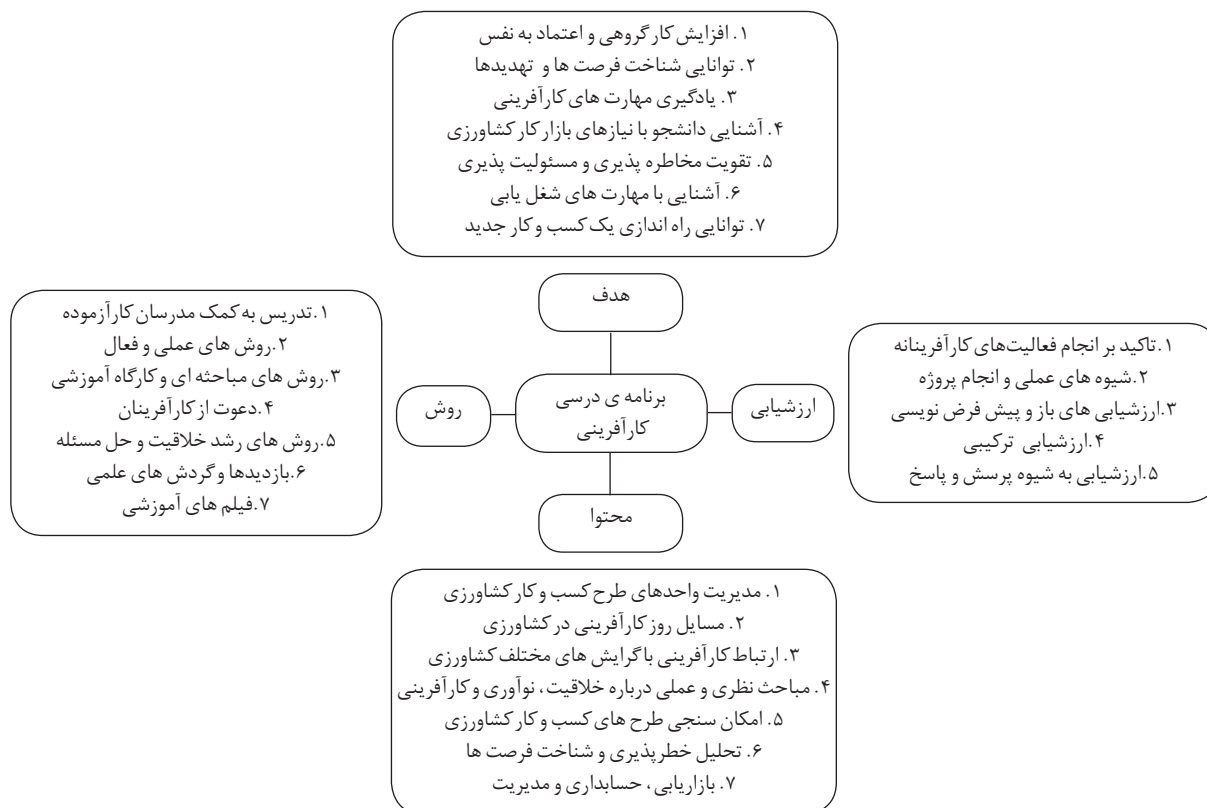 ۱. افزایش کار گروهی و اعتماد به نفس
۲. توانایی شناخت فرصت ها و تهدیدها
۳. یادگیری مهارت های کارآفرینی
۴. آشنایی دانشجو با نیازهای بازار کار کشاورزی
۵. تقویت مخاطره پذیری و مسئولیت پذیری
۶. آشنایی با مهارت های شغل یابی
۷. توانایی راه اندازی یک کسب و کار جدید
هدف
۱.تاکید بر انجام فعالیت‌های کارآفرینانه
۲.شیوه های عملی و انجام پروژه
۳.ارزشیابی های باز و پیش فرض نویسی
۴.ارزشیابی ترکیبی
۵.ارزشیابی به شیوه پرسش و پاسخ
ارزشیابی
برنامه ی درسی
کارآفرینی
روش
۱.تدریس به کمک مدرسان کارآزموده
۲.روش های عملی و فعال
۳.روش های مباحثه ای و کارگاه آموزشی
۴.دعوت از کارآفرینان
۵.روش های رشد خلاقیت و حل مسئله
۶.بازدیدها و گردش های علمی
۷.فیلم های آموزشی
محتوا
۱. مدیریت واحدهای طرح کسب و کار کشاورزی
۲. مسایل روز کارآفرینی در کشاورزی
۳. ارتباط کارآفرینی با گرایش های مختلف کشاورزی
۴. مباحث نظری و عملی درباره خلاقیت، نوآوری و کارآفرینی
۵. امکان سنجی طرح های کسب و کار کشاورزی
۶. تحلیل خطرپذیری و شناخت فرصت ها
۷. بازاریابی، حسابداری و مدیریت